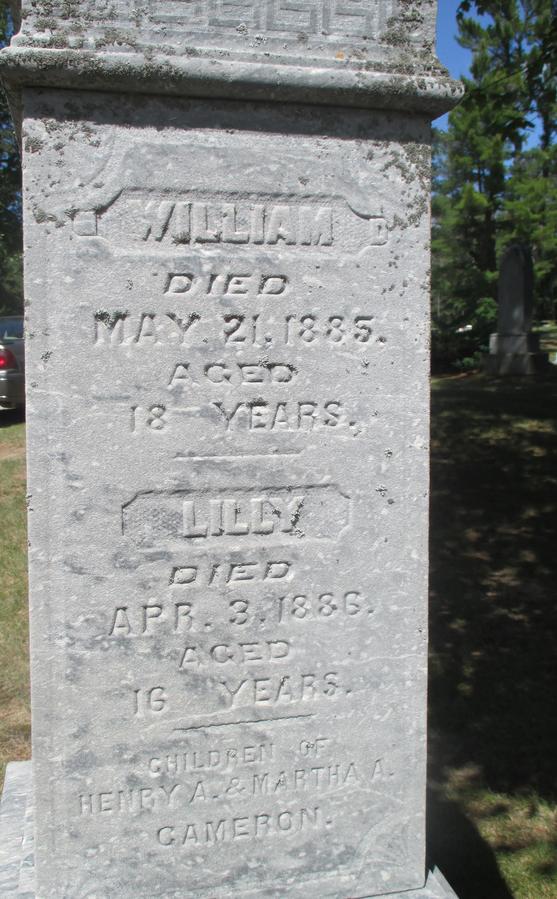 WILLIAM
DIED
MAY. 21, 1885.
AGED
18 YEARS.
LILLY
DIED
APR. 3, 1886.
AGED
16 YEARS.
CHILDREN OF
HENRY A. & MARTHA A.
CAMERON.